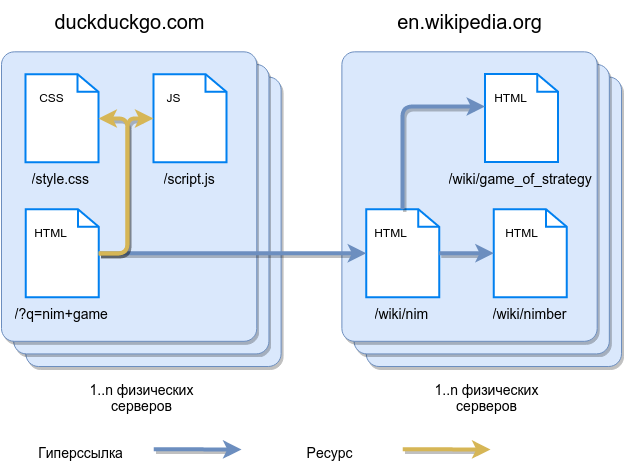 duckduckgo.com
en.wikipedia.org
CSS
JS
HTML
/style.css
/script.js
/wiki/game_of_strategy
HTML
HTML
HTML
/?q=nim+game
/wiki/nim
/wiki/nimber
1..n физических
серверов
1..n физических
серверов
Гиперссылка
Ресурс